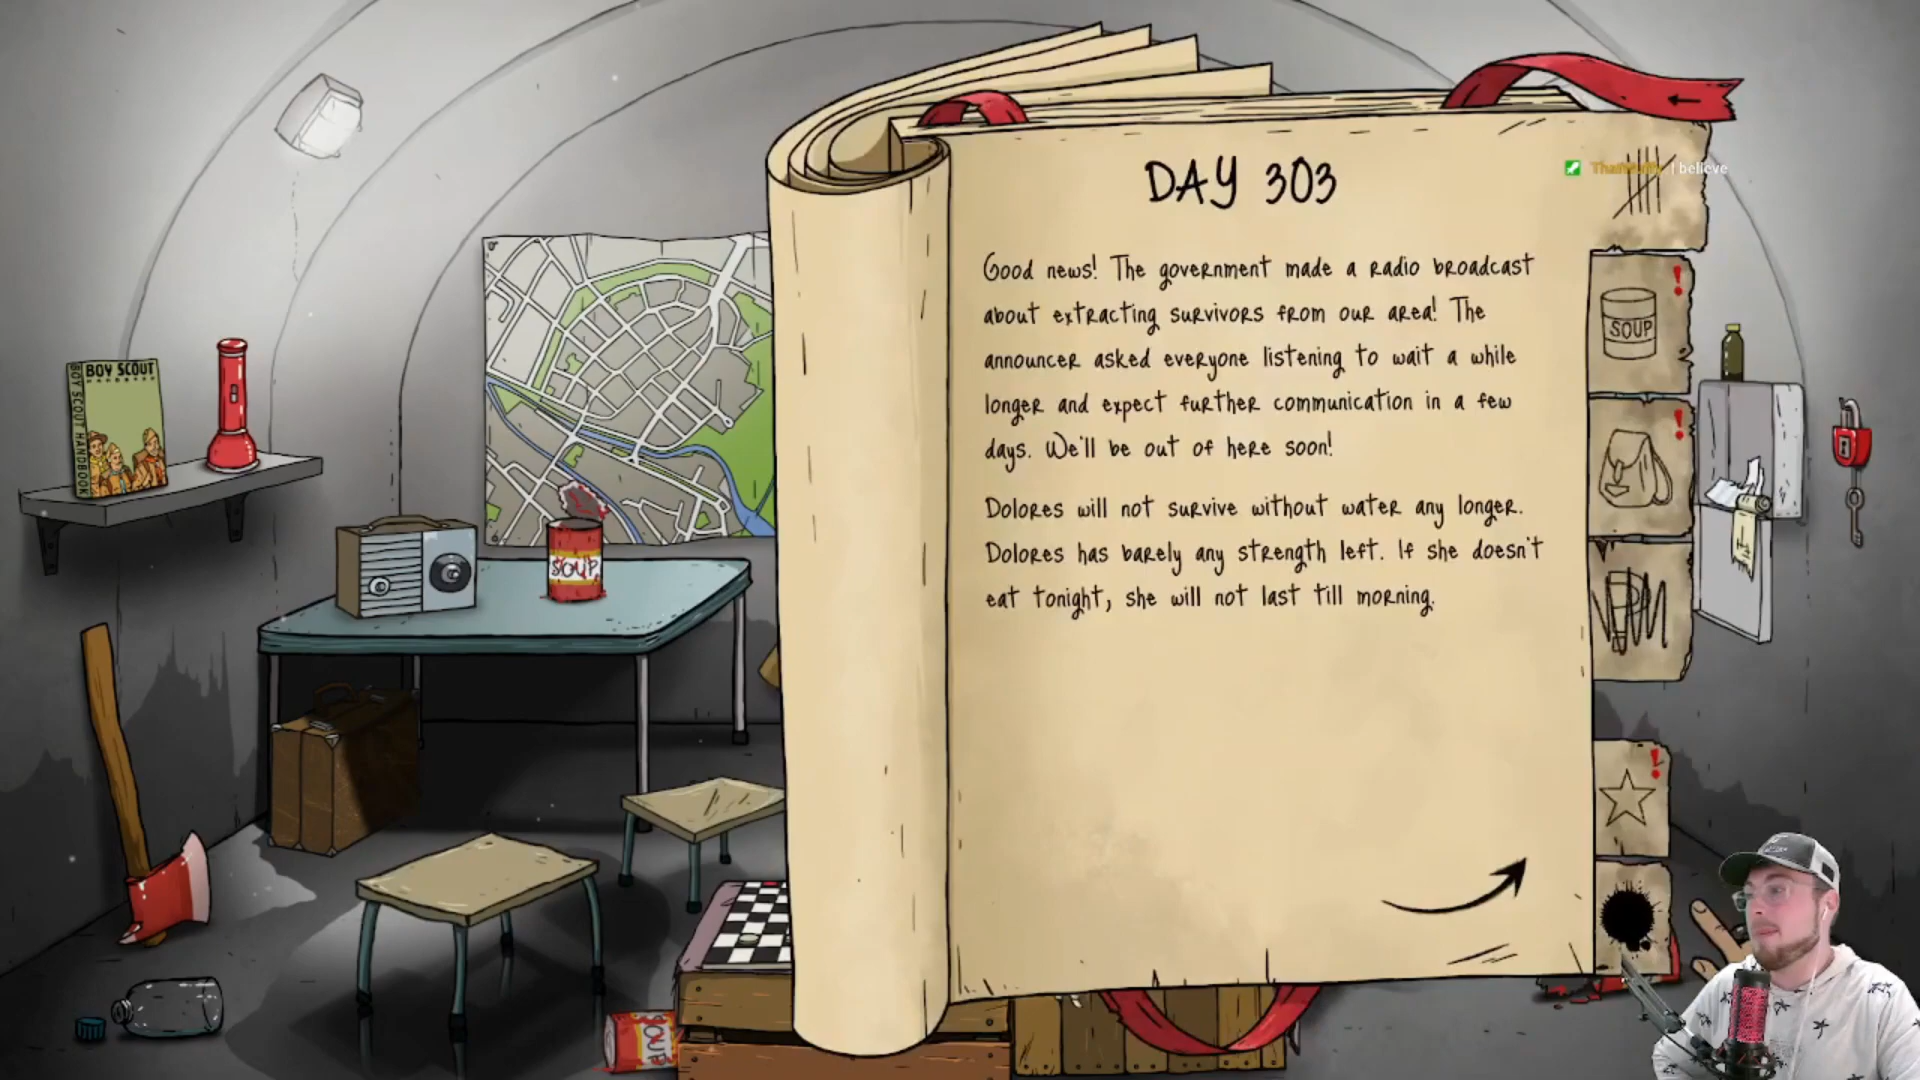 DAY 303
I believe
Good news! The government made a radio broadcast
about extracting survivors from our area! The
announcer asked everyone listening to wait a while
longer and expect further communication in a few
days. We'll be out of here soon!
Dolores will not survive without water any longer.
Dolores has barely any strength left. If she doesn't
eat tonight, she will not last till morning.
SOUP
BOY SCOUT
BOY SCOUT HANDBOOK
SOUP
SOUP